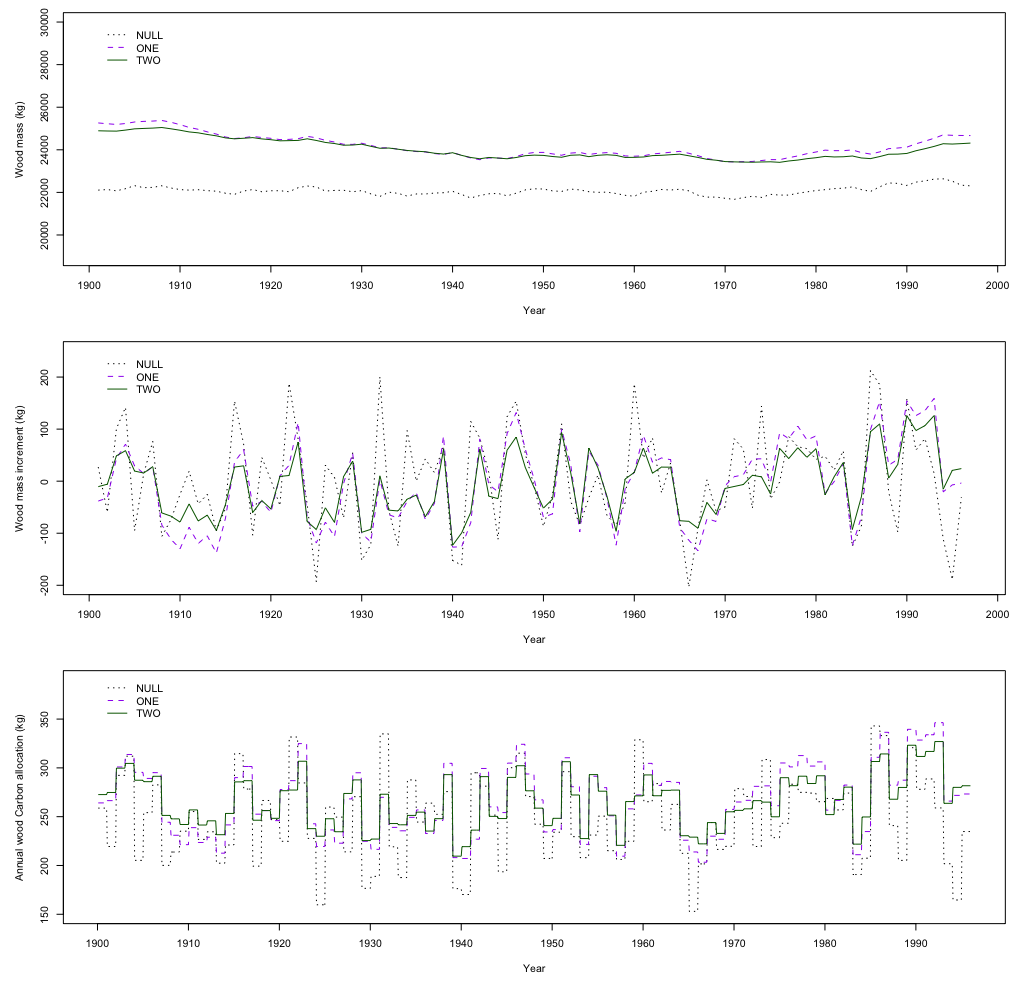 30000
28000
26000
24000
22000
20000
Wood mass (kg)
NULL
ONE
TWO
1900 1910 1920 1930 1940 1950 1960 1970 1980 1990 2000
Year
200
100
0
-100
-200
Wood mass increment (kg)
NULL
ONE
TWO
1900 1910 1920 1930 1940 1950 1960 1970 1980 1990 2000
Year
350
300
250
200
150
Annual wood Carbon allocation (kg)
NULL
ONE
TWO
1900 1910 1920 1930 1940 1950 1960 1970 1980 1990
Year